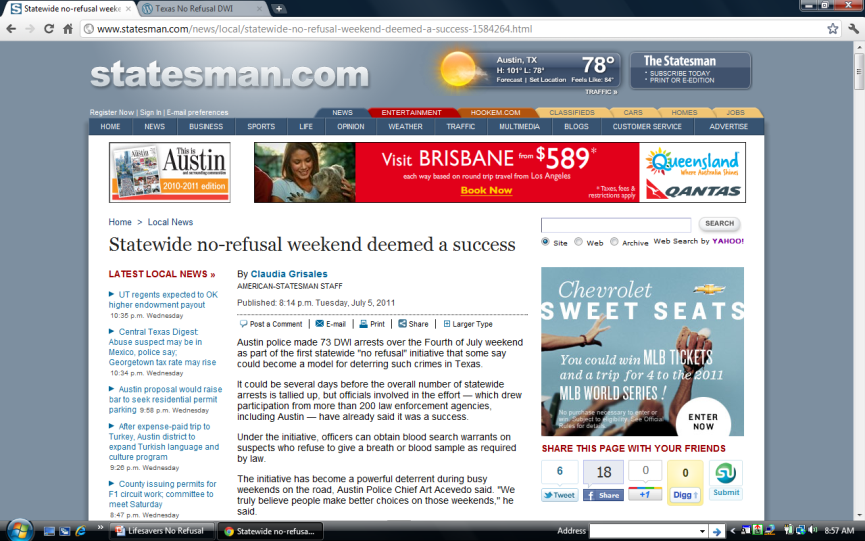 Statewide no-refusal weeke
Texas No Refusal DWI
www.statesman.com/news/local/statewide-no-refusal-weekend-deemed-a-success-1584264.html
statesman.com
Austin, TX
H: 101° L: 78°
Forecast | Set Location
78°
Feels Like: 84°
TRAFFIC »
The Statesman
• SUBSCRIBE TODAY
• PRINT OR E-EDITION
Register Now | Sign In | E-mail preferences
NEWS ENTERTAINMENT HOOKEM.COM CLASSIFIEDS CARS HOMES JOBS
HOME NEWS BUSINESS SPORTS LIFE OPINION WEATHER TRAFFIC MULTIMEDIA BLOGS CUSTOMER SERVICE ADVERTISE
This is
Austin
2010-2011 edition
Visit BRISBANE from $589*
each way based on round trip travel from Los Angeles
Book Now
* Taxes, fees &
restrictions apply
Queensland
Where Australia Shines
QANTAS
Home > Local News
SEARCH
Site Web Archive Web Search by YAHOO!
Statewide no-refusal weekend deemed a success
LATEST LOCAL NEWS »
UT regents expected to OK
higher endowment payout
10:35 p.m. Wednesday
Central Texas Digest:
Abuse suspect may be in
Mexico, police say;
Georgetown tax rate may rise
10:34 p.m. Wednesday
Austin proposal would raise
bar to seek residential permit
parking 9:58 p.m. Wednesday
After expense-paid trip to
Turkey, Austin district to
expand Turkish language and
culture program
9:26 p.m. Wednesday
County issuing permits for
F1 circuit work; committee to
meet Saturday
8:47 p.m. Wednesday
By Claudia Grisales
AMERICAN-STATESMAN STAFF
Published: 8:14 p.m. Tuesday, July 5, 2011
Post a Comment | E-mail | Print | Share | Larger Type
Austin police made 73 DWI arrests over the Fourth of July weekend
as part of the first statewide "no refusal" initiative that some say
could become a model for deterring such crimes in Texas.
It could be several days before the overall number of statewide
arrests is tallied up, but officials involved in the effort — which drew
participation from more than 200 law enforcement agencies,
including Austin — have already said it was a success.
Under the initiative, officers can obtain blood search warrants on
suspects who refuse to give a breath or blood sample as required
by law.
The initiative has become a powerful deterrent during busy
weekends on the road, Austin Police Chief Art Acevedo said. "We
truly believe people make better choices on those weekends," he
said.
Chevrolet
SWEET SEATS
You could win MLB TICKETS
and a trip for 4 to the 2011
MLB WORLD SERIES!
No purchase necessary to enter or
win. Subject to eligibility. See Official
Rules for details.
ENTER
NOW
SHARE THIS PAGE WITH YOUR FRIENDS
6 18 0 0
Tweet Share +1 Digg Submit
Lifesavers No Refusal
Statewide no-refusa...
Address
8:57 AM